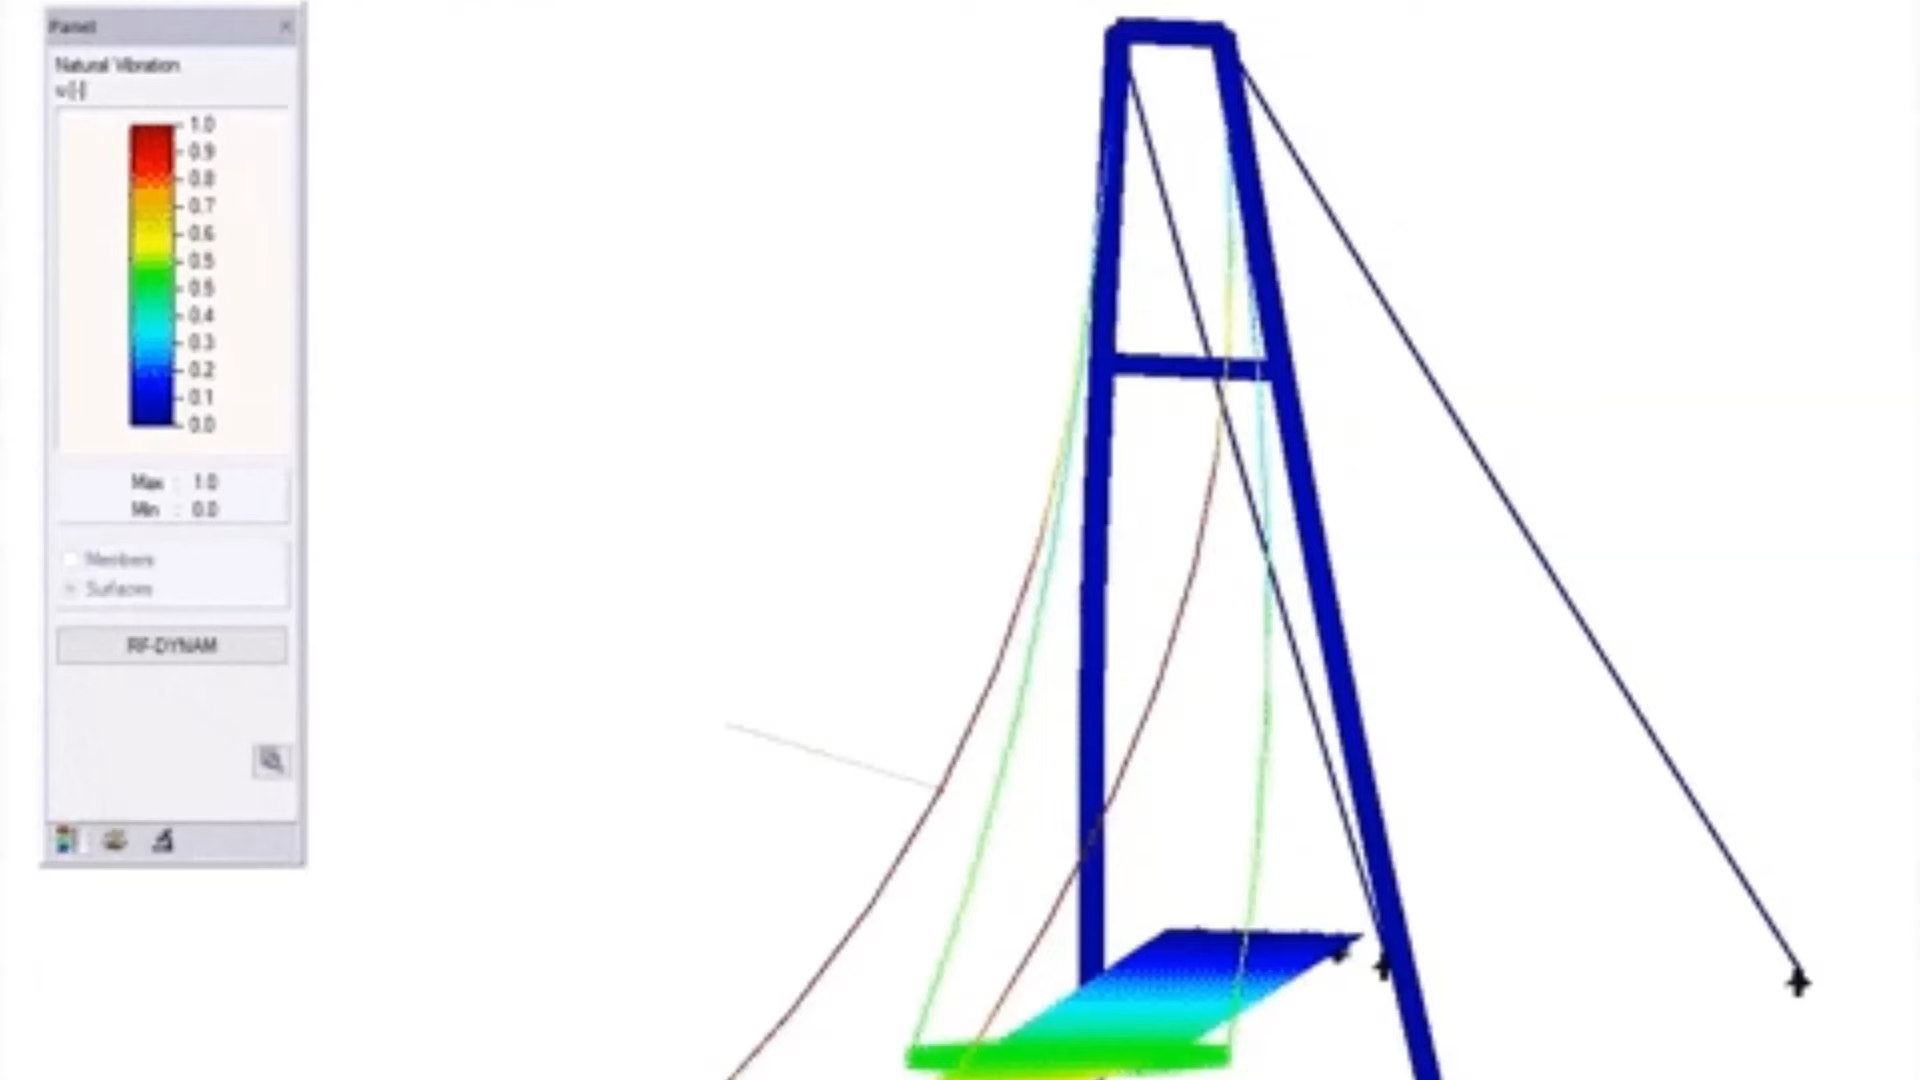 Panel
Natural Vibration
u [-]
1.0
0.9
0.8
0.7
0.6
0.5
0.5
0.4
0.3
0.2
0.1
0.0
Max : 1.0
Min : 0.0
Members
Surfaces
RF-DYNAM